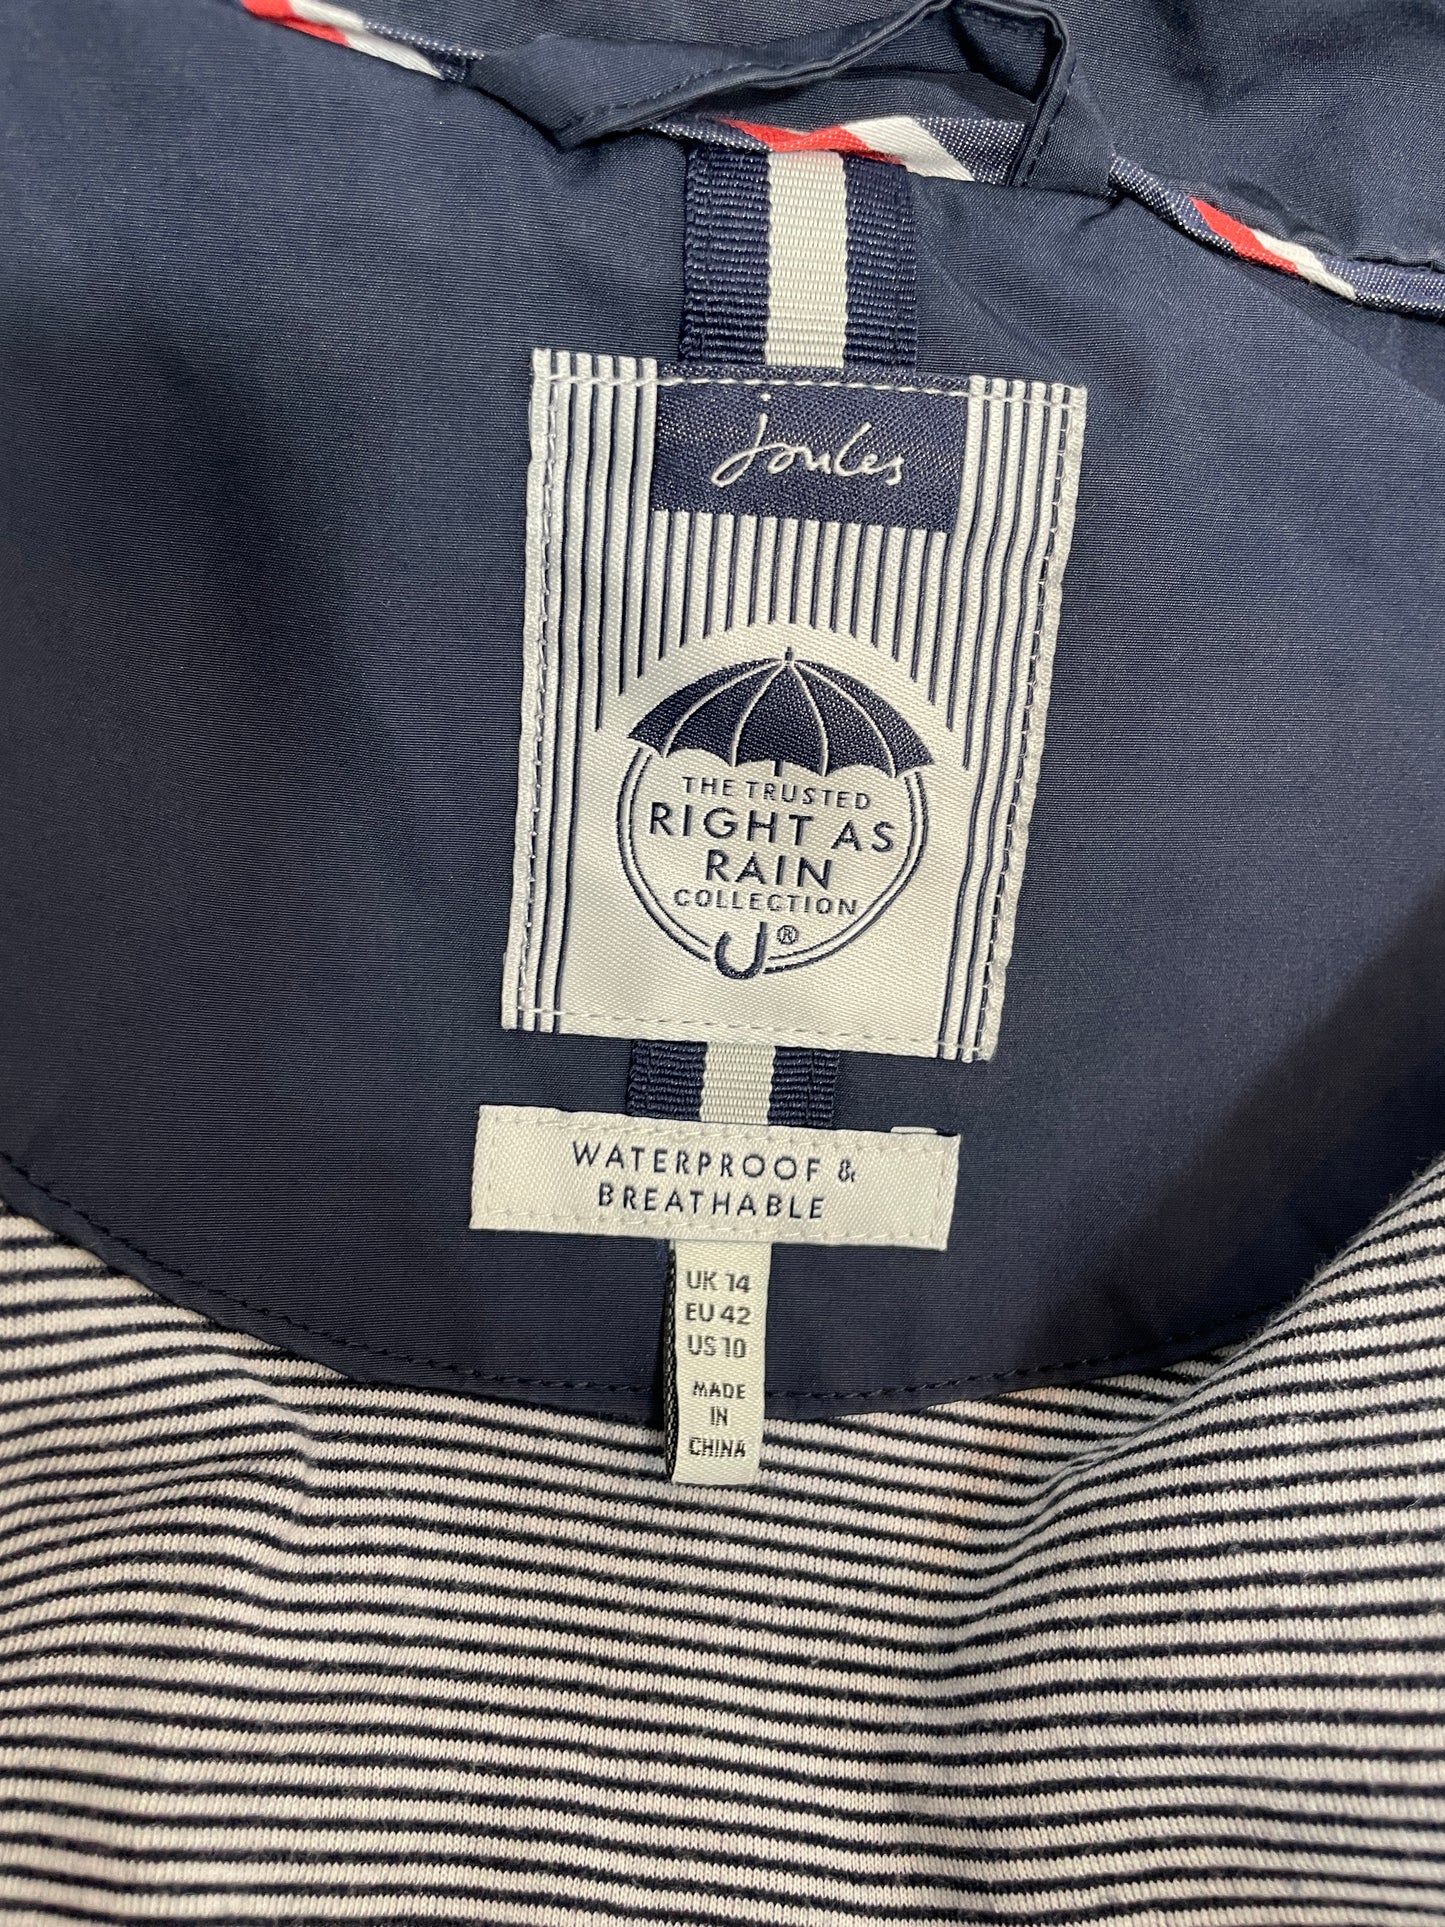 joules
THE TRUSTED
RIGHT AS
RAIN
COLLECTION
®
WATERPROOF &
BREATHABLE
UK 14
EU 42
US 10
MADE
IN
CHINA